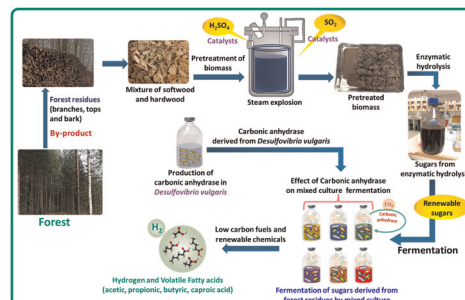 H₂SO₄
SO₂
Catalysts
Catalysts
Pretreatment of
biomass
Enzymatic
hydrolysis
Forest residues
(branches, tops
and bark)
By-product
Mixture of softwood
and hardwood
Steam explosion
Pretreated
biomass
Carbonic anhydrase
derived from Desulfovibrio vulgaris
Production of
carbonic anhydrase in
Desulfovibrio vulgaris
Sugars from
enzymatic hydrolysis
Effect of Carbonic anhydrase
on mixed culture fermentation
CO₂
Carbonic
anhydrase
Renewable
sugars
Forest
H₂
Low carbon fuels and
renewable chemicals
Fermentation
Hydrogen and Volatile Fatty acids
(acetic, propionic, butyric, caproic acid)
Fermentation of sugars derived from
forest residues by mixed culture